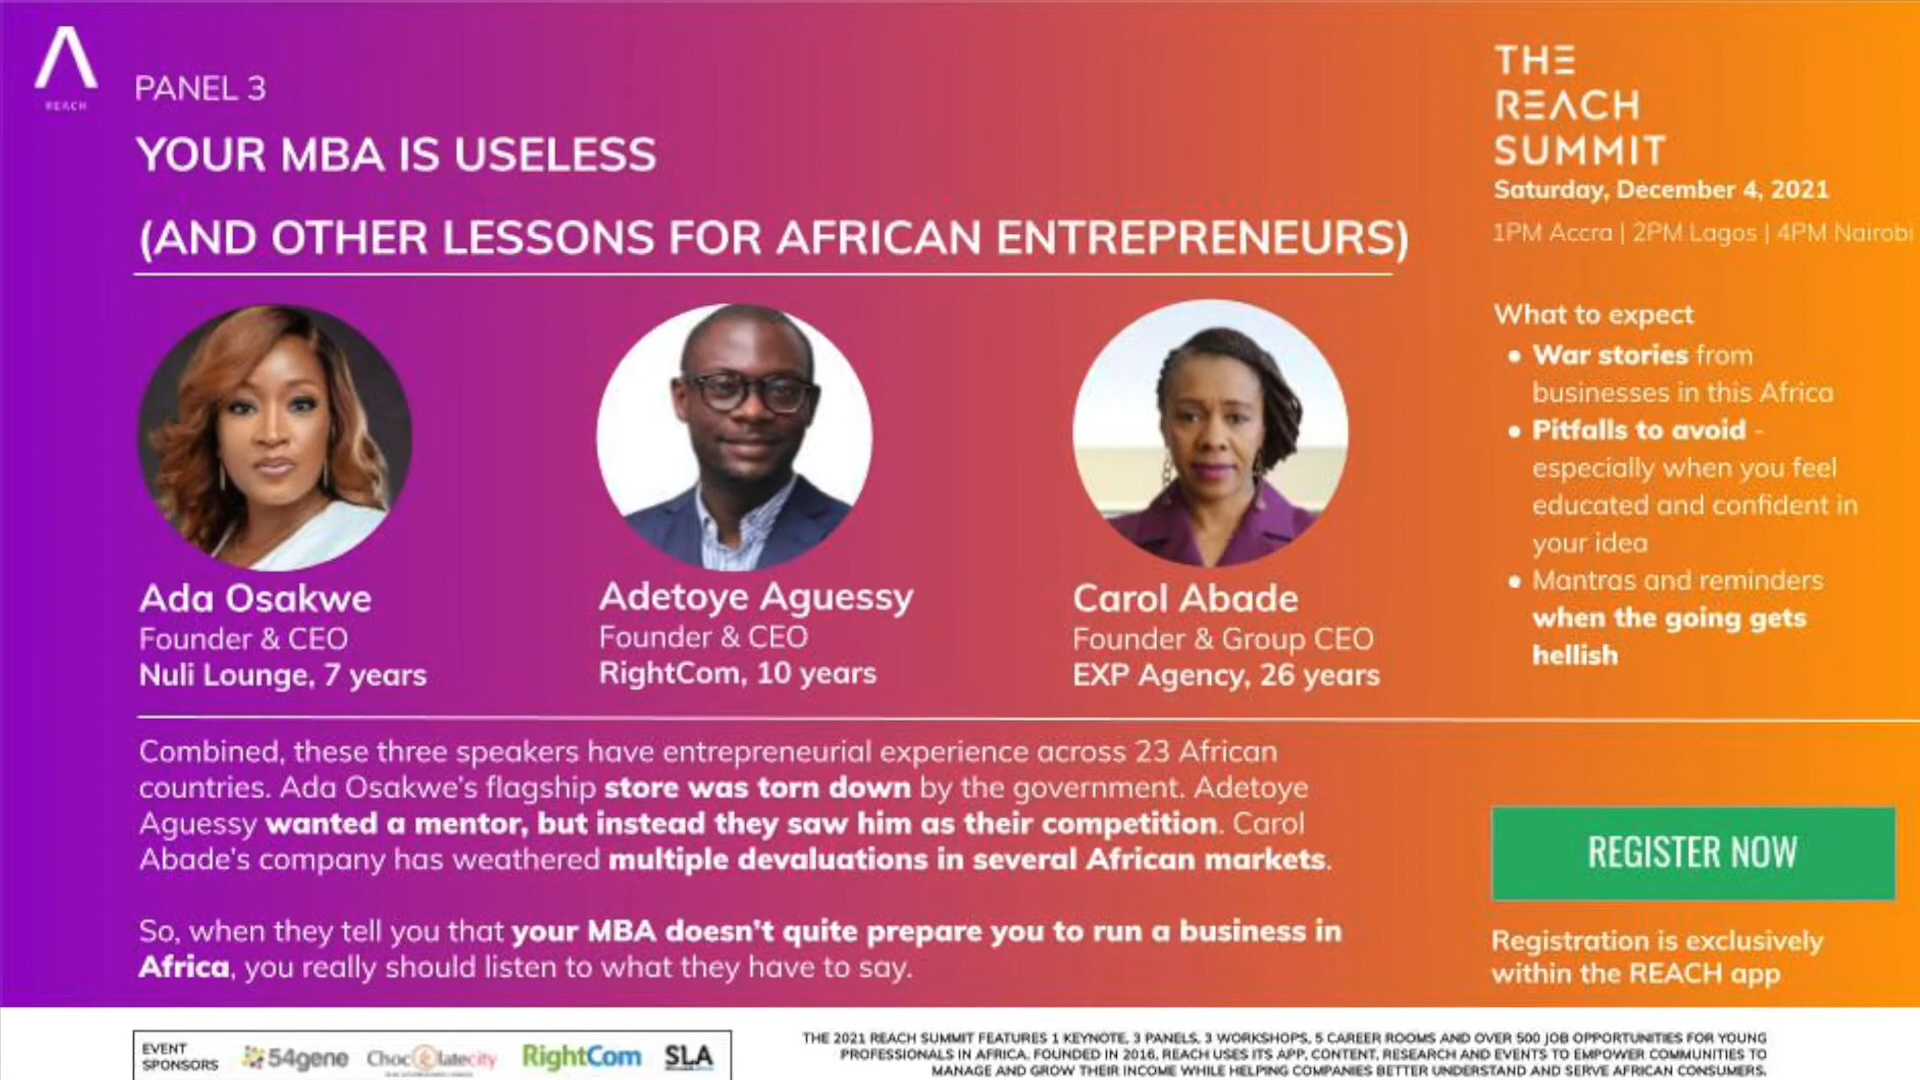 REACH
PANEL 3
YOUR MBA IS USELESS
(AND OTHER LESSONS FOR AFRICAN ENTREPRENEURS)
Ada Osakwe
Founder & CEO
Nuli Lounge, 7 years
Adetoye Aguessy
Founder & CEO
RightCom, 10 years
Carol Abade
Founder & Group CEO
EXP Agency, 26 years
Combined, these three speakers have entrepreneurial experience across 23 African
countries. Ada Osakwe's flagship store was torn down by the government. Adetoye
Aguessy wanted a mentor, but instead they saw him as their competition. Carol
Abade's company has weathered multiple devaluations in several African markets.
So, when they tell you that your MBA doesn't quite prepare you to run a business in
Africa, you really should listen to what they have to say.
THE
REACH
SUMMIT
Saturday, December 4, 2021
1PM Accra | 2PM Lagos | 4PM Nairobi
What to expect
• War stories from
businesses in this Africa
• Pitfalls to avoid -
especially when you feel
educated and confident in
your idea
• Mantras and reminders
when the going gets
hellish
REGISTER NOW
Registration is exclusively
within the REACH app
EVENT
SPONSORS
54gene
Chocolatecity
RightCom
SLA
THE 2021 REACH SUMMIT FEATURES 1 KEYNOTE, 3 PANELS, 3 WORKSHOPS, 5 CAREER ROOMS AND OVER 500 JOB OPPORTUNITIES FOR YOUNG
PROFESSIONALS IN AFRICA. FOUNDED IN 2016, REACH USES ITS APP, CONTENT, RESEARCH AND EVENTS TO EMPOWER COMMUNITIES TO
MANAGE AND GROW THEIR INCOME WHILE HELPING COMPANIES BETTER UNDERSTAND AND SERVE AFRICAN CONSUMERS.